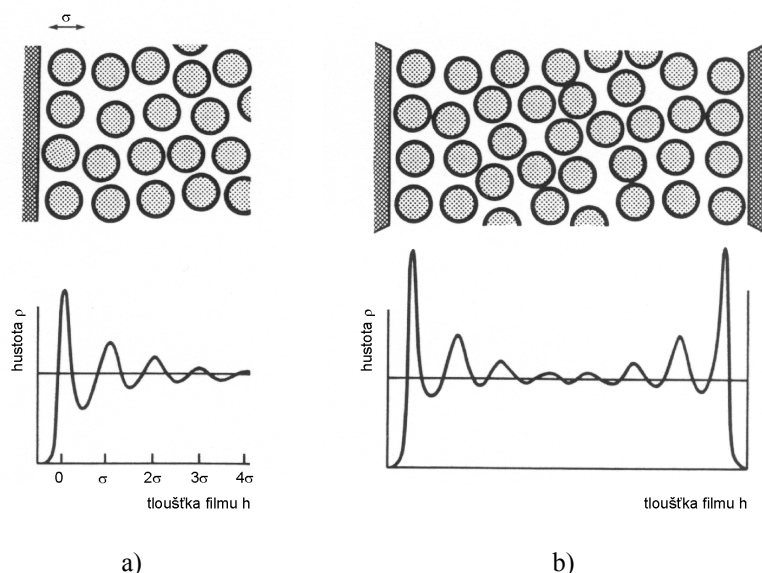 σ
hustota ρ
0 σ 2σ 3σ 4σ
tloušťka filmu h
a)
hustota ρ
tloušťka filmu h
b)